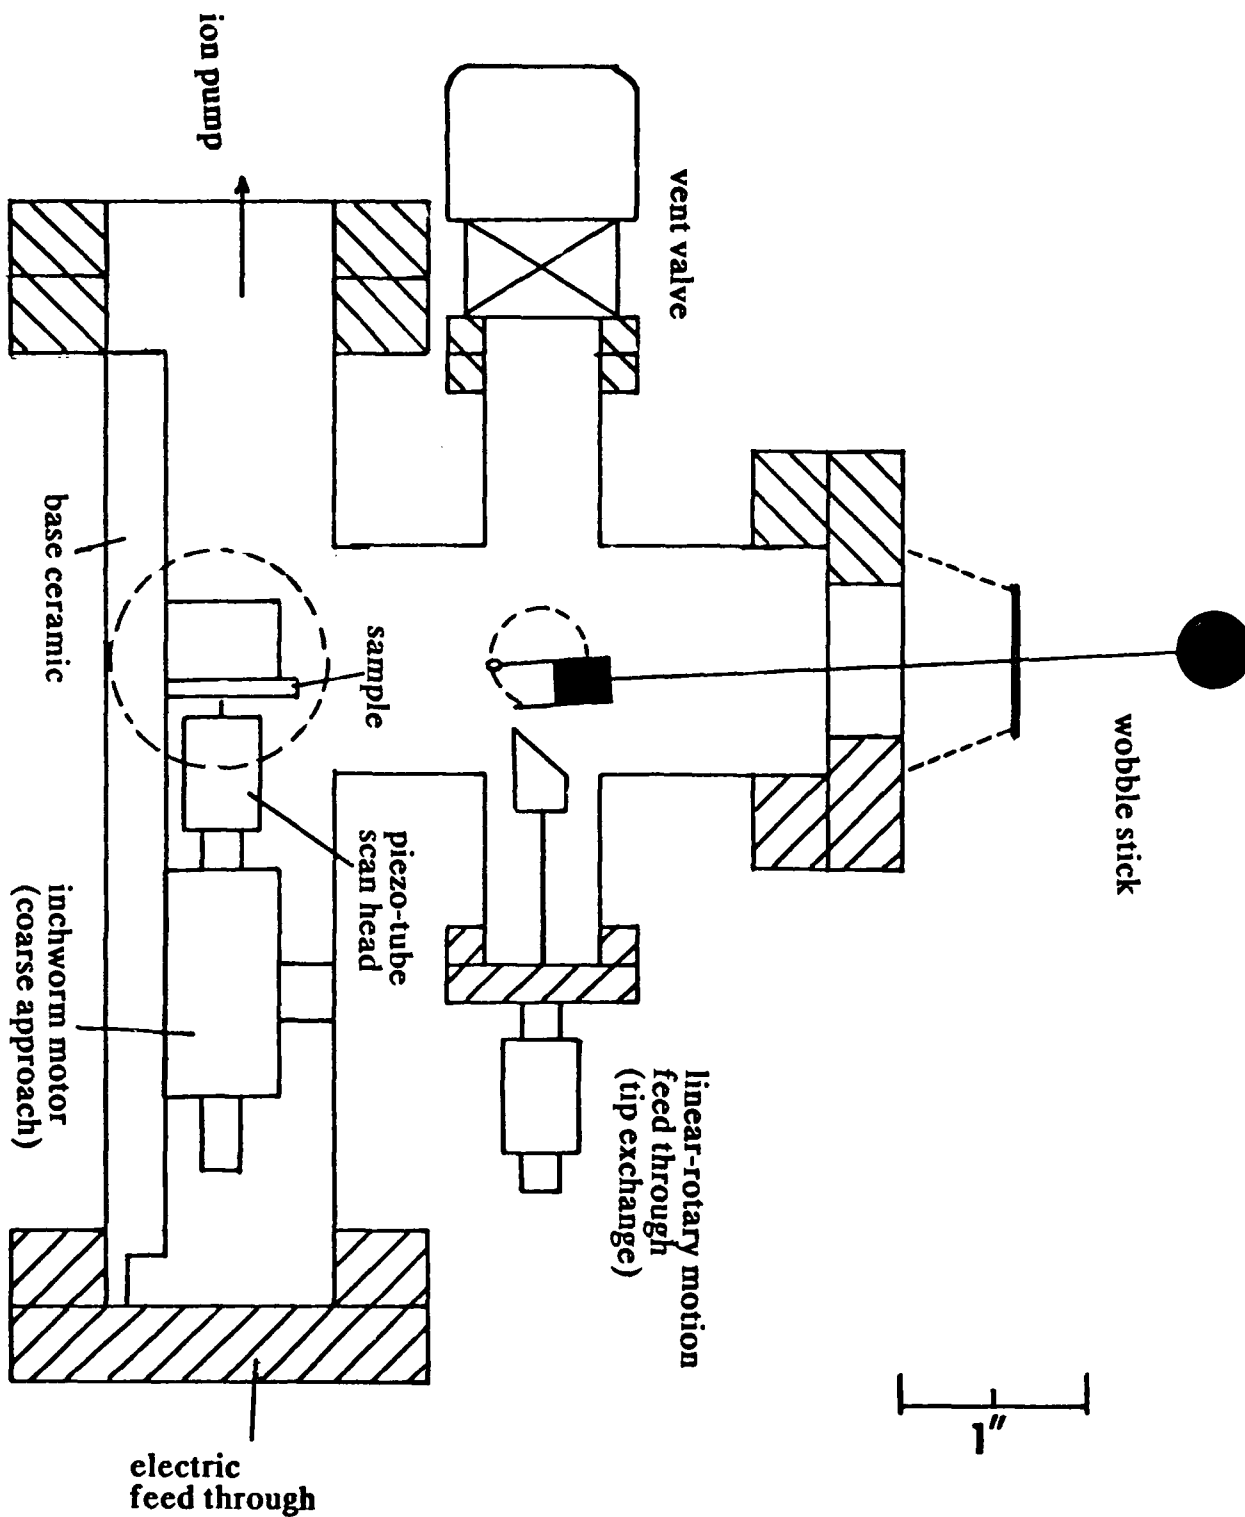 ion pump
vent valve
wobble stick
base ceramic
sample
piezo-tube
scan head
inchworm motor
(coarse approach)
linear-rotary motion
feed through
(tip exchange)
1"
electric
feed through